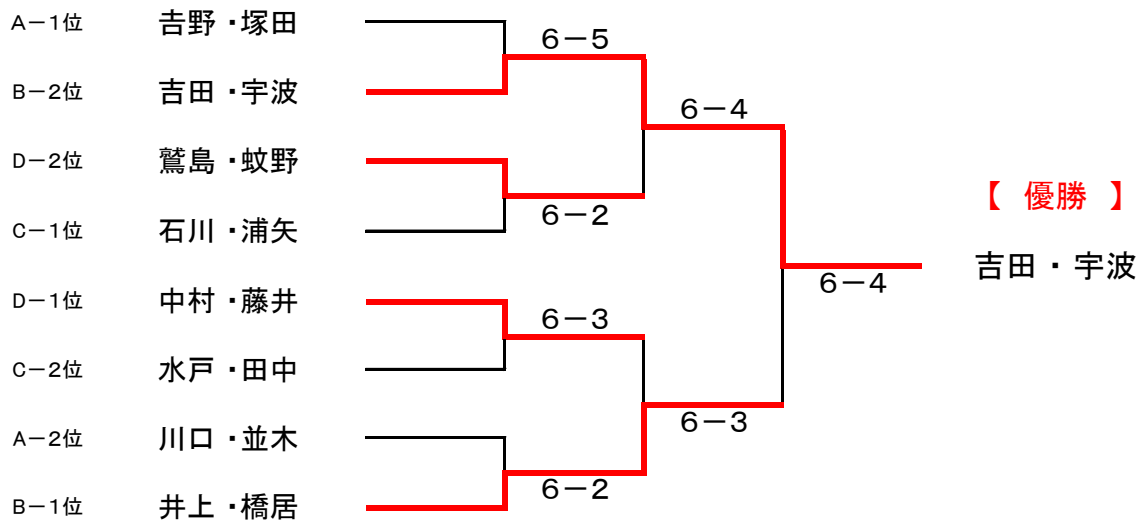 A－1位 吉野・塚田
6－5
B－2位 吉田・宇波
6－4
D－2位 鷲島・蚊野
【 優勝 】
6－2
C－1位 石川・浦矢
吉田・宇波
6－4
D－1位 中村・藤井
6－3
C－2位 水戸・田中
6－3
A－2位 川口・並木
6－2
B－1位 井上・橋居